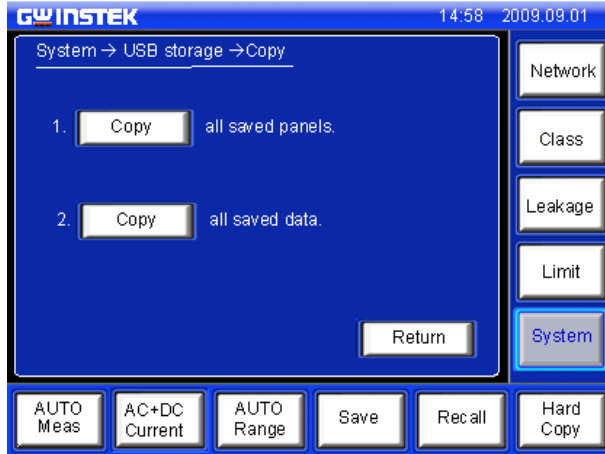 GWINSTEK 14:58 2009.09.01
System → USB storage →Copy
1. Copy all saved panels.
2. Copy all saved data.
Return
Network
Class
Leakage
Limit
System
AUTO Meas
AC+DC Current
AUTO Range
Save
Recall
Hard Copy